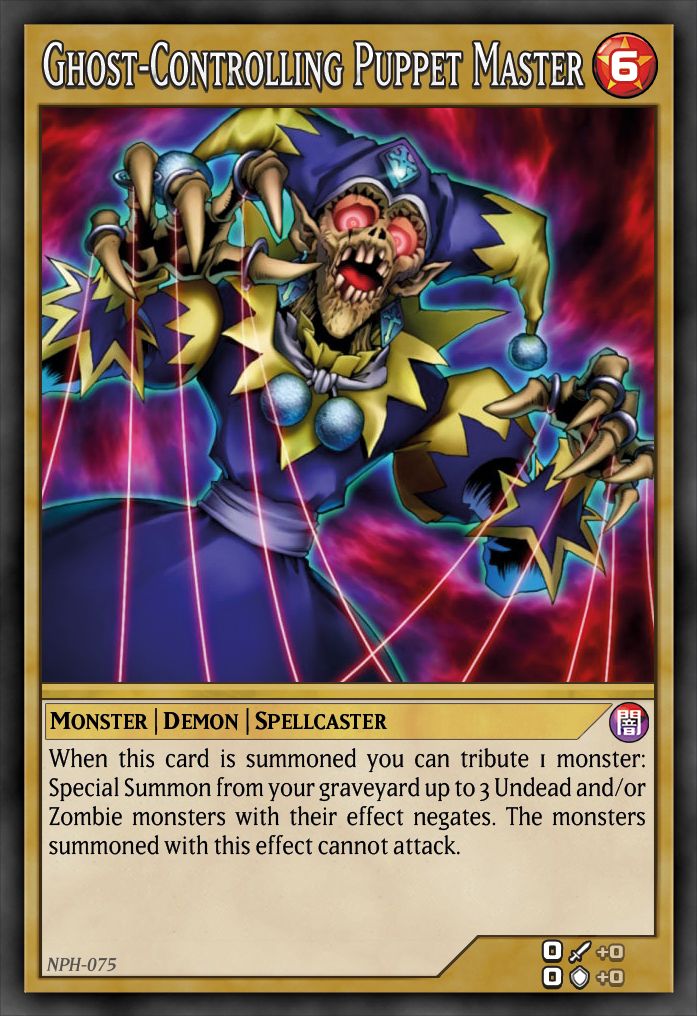 Ghost-Controlling Puppet Master 6
Monster | Demon | Spellcaster 闇
When this card is summoned you can tribute 1 monster:
Special Summon from your graveyard up to 3 Undead and/or
Zombie monsters with their effect negates. The monsters
summoned with this effect cannot attack.
0 +0
NPH-075
0 +0